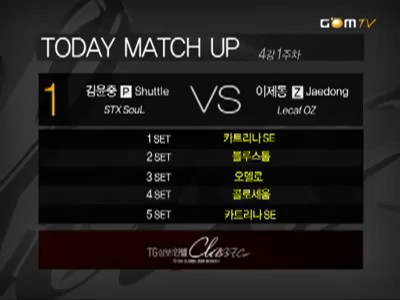 GOMTV
TODAY MATCH UP 4강 1주차
1 김윤중 P Shuttle VS 이제동 Z Jaedong
STX SouL Lecaf OZ
1 SET 카트리나 SE
2 SET 블루스톰
3 SET 오델로
4 SET 콜로세움
5 SET 카트리나 SE
TG삼보 인텔 Classic